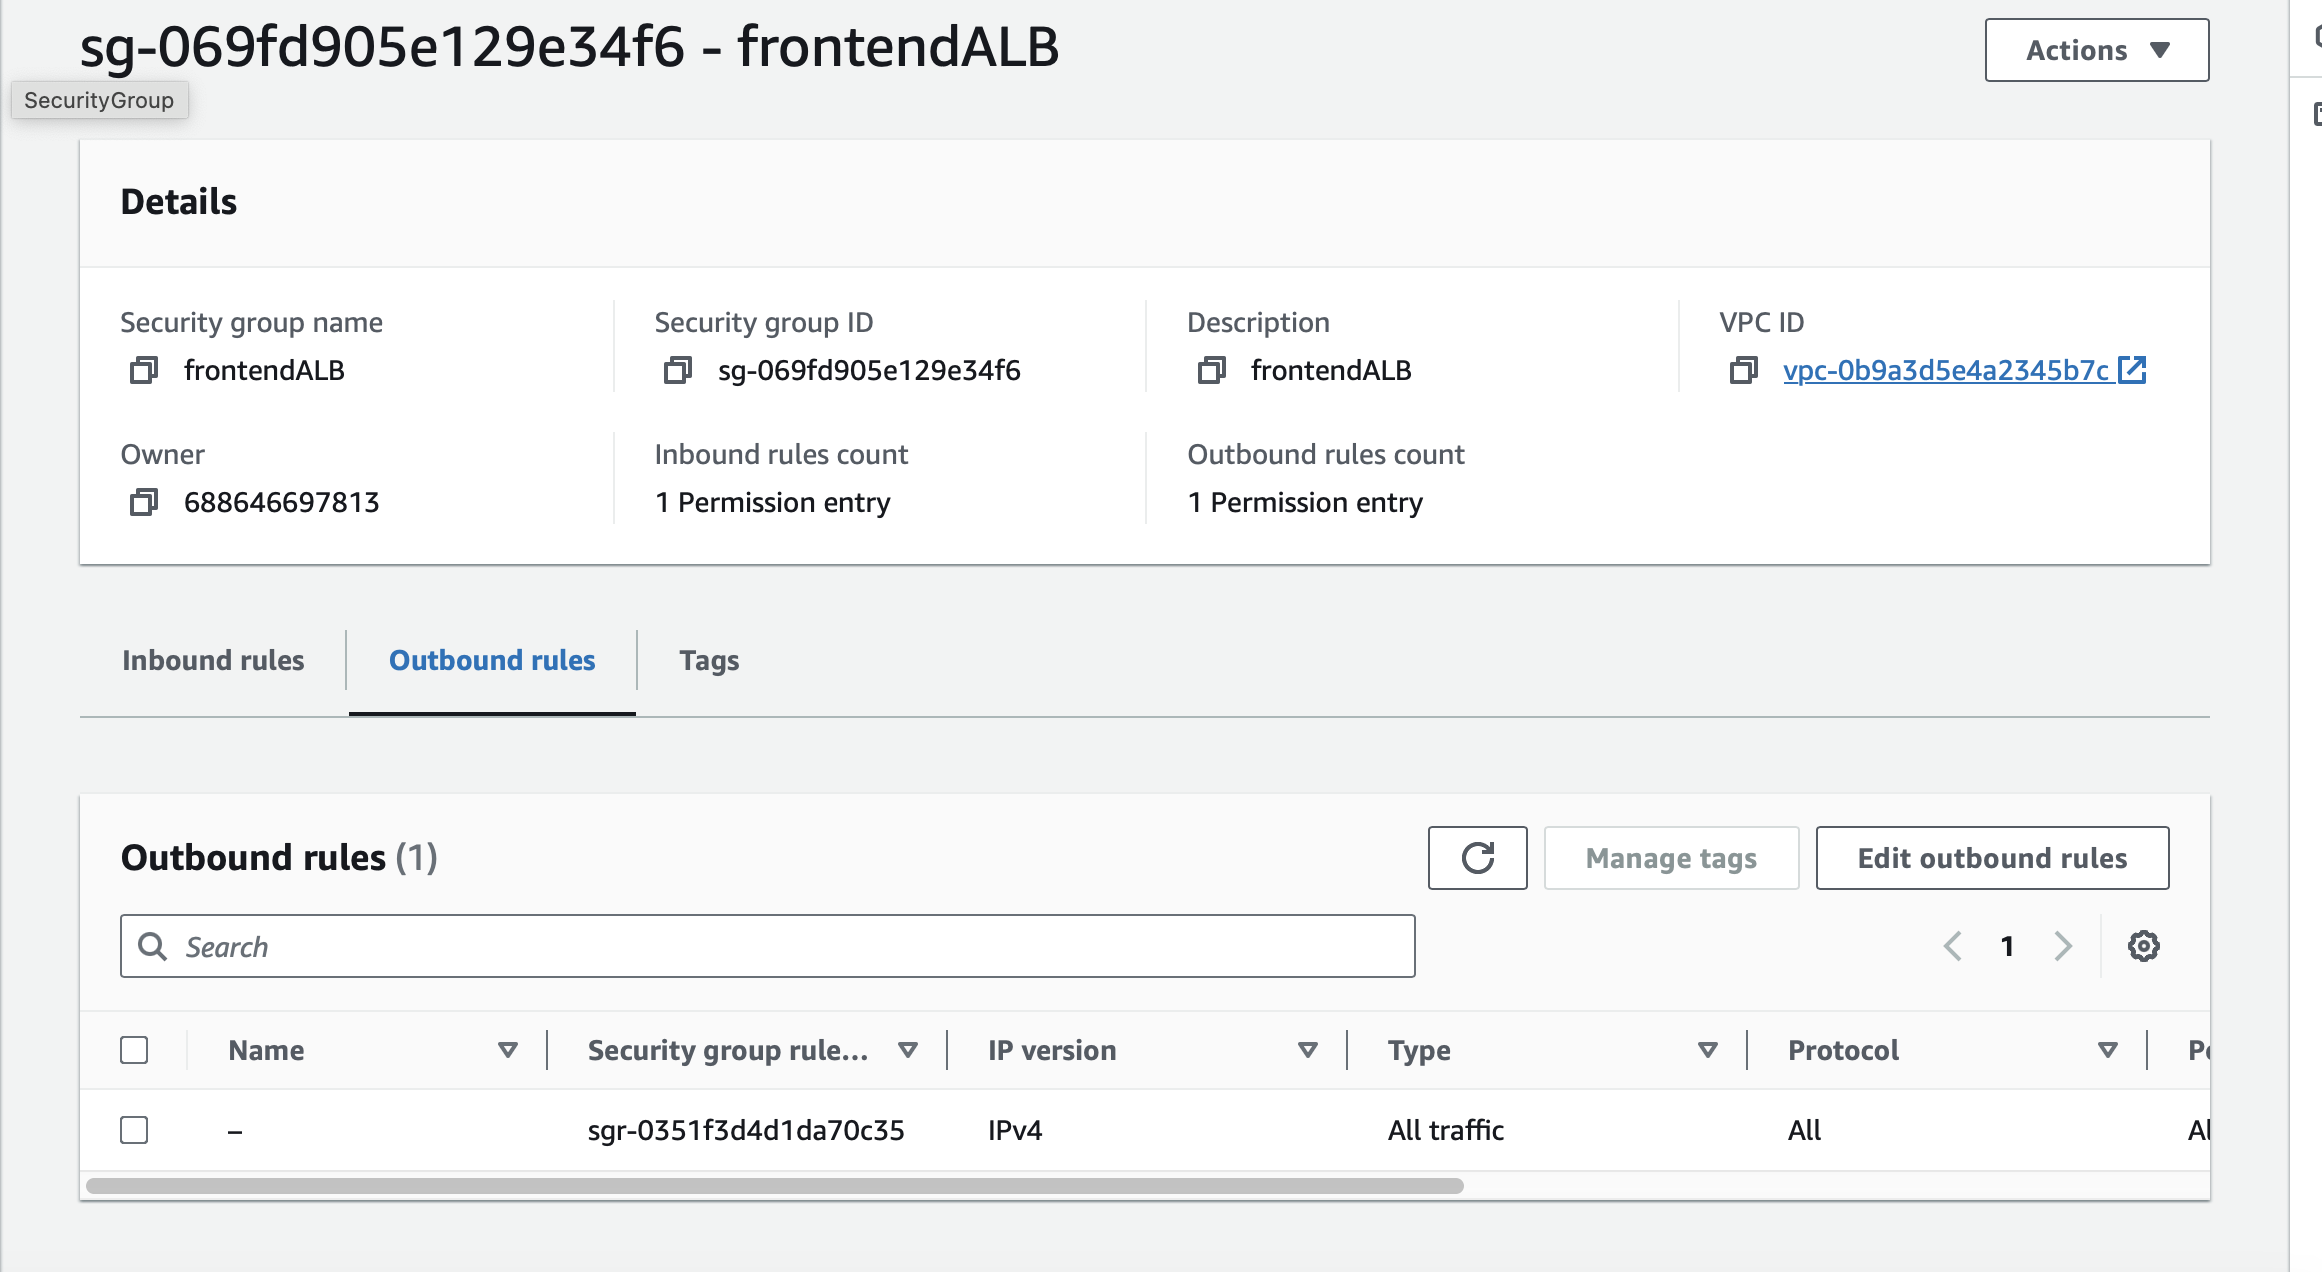 sg-069fd905e129e34f6 - frontendALB
Actions
SecurityGroup
Details
Security group name
frontendALB
Security group ID
sg-069fd905e129e34f6
Description
frontendALB
VPC ID
vpc-0b9a3d5e4a2345b7c
Owner
688646697813
Inbound rules count
1 Permission entry
Outbound rules count
1 Permission entry
Inbound rules
Outbound rules
Tags
Outbound rules (1)
Manage tags
Edit outbound rules
Search
1
Name
Security group rule...
IP version
Type
Protocol
–
sgr-0351f3d4d1da70c35
IPv4
All traffic
All